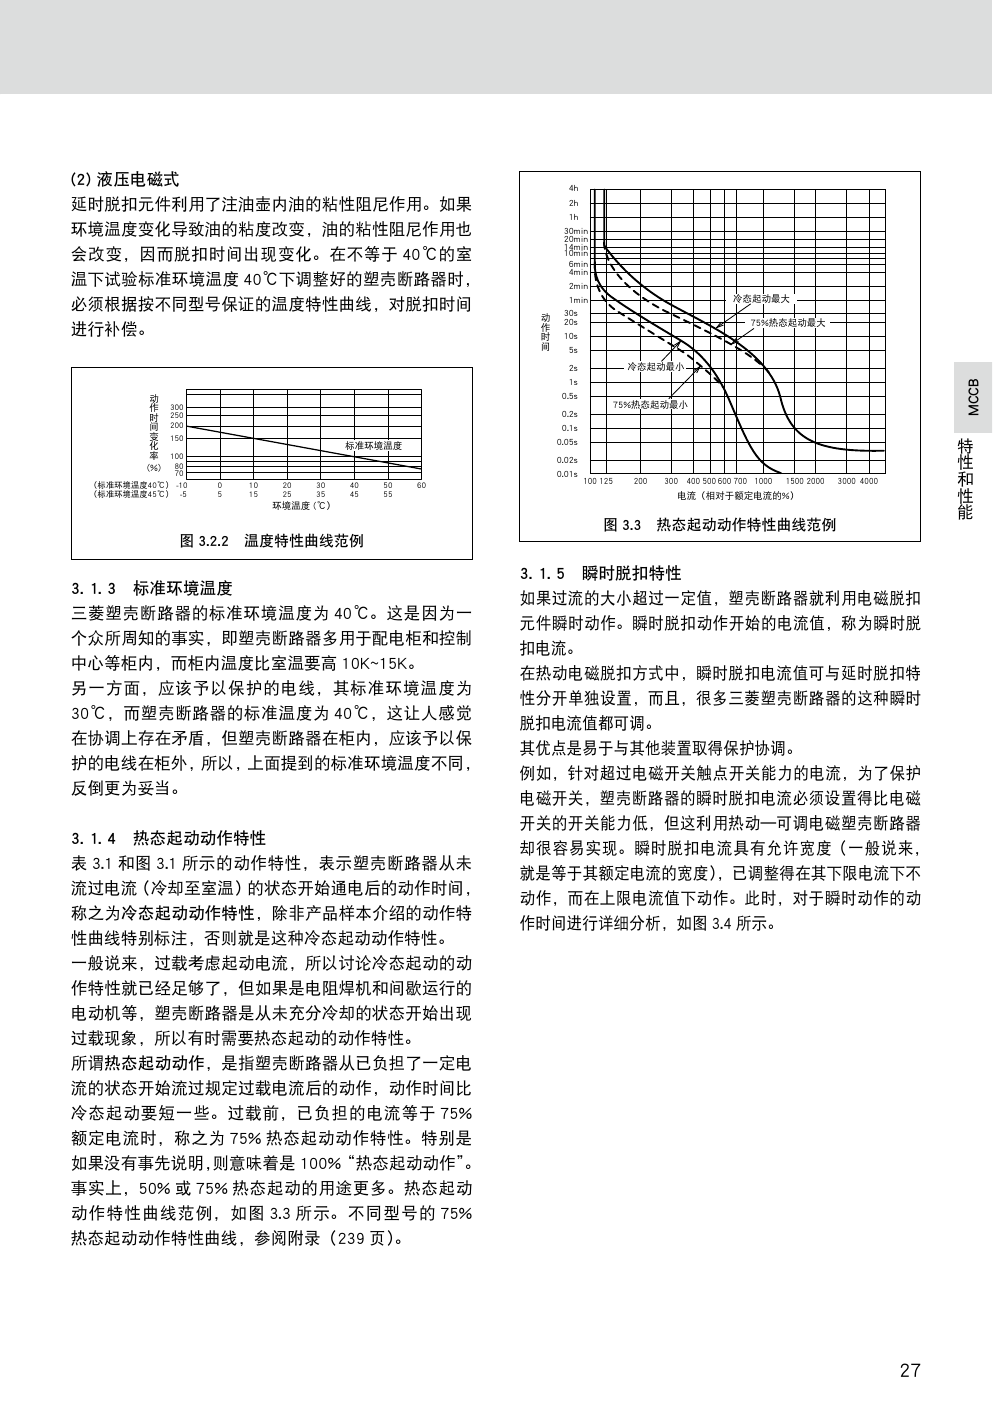 (2) 液压电磁式
延时脱扣元件利用了注油壶内油的粘性阻尼作用。如果
环境温度变化导致油的粘度改变，油的粘性阻尼作用也
会改变，因而脱扣时间出现变化。在不等于 40℃的室
温下试验标准环境温度 40℃下调整好的塑壳断路器时，
必须根据按不同型号保证的温度特性曲线，对脱扣时间
进行补偿。
动作时间变化率
(%)
300
250
200
150
100
80
70
标准环境温度
（标准环境温度40℃） -10 0 10 20 30 40 50 60
（标准环境温度45℃） -5 5 15 25 35 45 55
环境温度（℃）
图 3.2.2 温度特性曲线范例
3. 1. 3 标准环境温度
三菱塑壳断路器的标准环境温度为 40℃。这是因为一
个众所周知的事实，即塑壳断路器多用于配电柜和控制
中心等柜内，而柜内温度比室温要高 10K~15K。
另一方面，应该予以保护的电线，其标准环境温度为
30℃，而塑壳断路器的标准温度为 40℃，这让人感觉
在协调上存在矛盾，但塑壳断路器在柜内，应该予以保
护的电线在柜外，所以，上面提到的标准环境温度不同，
反倒更为妥当。
3. 1. 4 热态起动动作特性
表 3.1 和图 3.1 所示的动作特性，表示塑壳断路器从未
流过电流（冷却至室温）的状态开始通电后的动作时间，
称之为冷态起动动作特性，除非产品样本介绍的动作特
性曲线特别标注，否则就是这种冷态起动动作特性。
一般说来，过载考虑起动电流，所以讨论冷态起动的动
作特性就已经足够了，但如果是电阻焊机和间歇运行的
电动机等，塑壳断路器是从未充分冷却的状态开始出现
过载现象，所以有时需要热态起动的动作特性。
所谓热态起动动作，是指塑壳断路器从已负担了一定电
流的状态开始流过规定过载电流后的动作，动作时间比
冷态起动要短一些。过载前，已负担的电流等于 75%
额定电流时，称之为 75% 热态起动动作特性。特别是
如果没有事先说明，则意味着是 100% “热态起动动作”。
事实上，50% 或 75% 热态起动的用途更多。热态起动
动作特性曲线范例，如图 3.3 所示。不同型号的 75%
热态起动动作特性曲线，参阅附录（239 页）。
动作时间
4h
2h
1h
30min
20min
14min
10min
6min
4min
2min
1min
30s
20s
10s
5s
2s
1s
0.5s
0.2s
0.1s
0.05s
0.02s
0.01s
冷态起动最大
75%热态起动最大
冷态起动最小
75%热态起动最小
100 125 200 300 400 500 600 700 1000 1500 2000 3000 4000
电流（相对于额定电流的%）
图 3.3 热态起动动作特性曲线范例
3. 1. 5 瞬时脱扣特性
如果过流的大小超过一定值，塑壳断路器就利用电磁脱扣
元件瞬时动作。瞬时脱扣动作开始的电流值，称为瞬时脱
扣电流。
在热动电磁脱扣方式中，瞬时脱扣电流值可与延时脱扣特
性分开单独设置，而且，很多三菱塑壳断路器的这种瞬时
脱扣电流值都可调。
其优点是易于与其他装置取得保护协调。
例如，针对超过电磁开关触点开关能力的电流，为了保护
电磁开关，塑壳断路器的瞬时脱扣电流必须设置得比电磁
开关的开关能力低，但这利用热动—可调电磁塑壳断路器
却很容易实现。瞬时脱扣电流具有允许宽度（一般说来，
就是等于其额定电流的宽度），已调整得在其下限电流下不
动作，而在上限电流值下动作。此时，对于瞬时动作的动
作时间进行详细分析，如图 3.4 所示。
MCCB
特性和性能
27